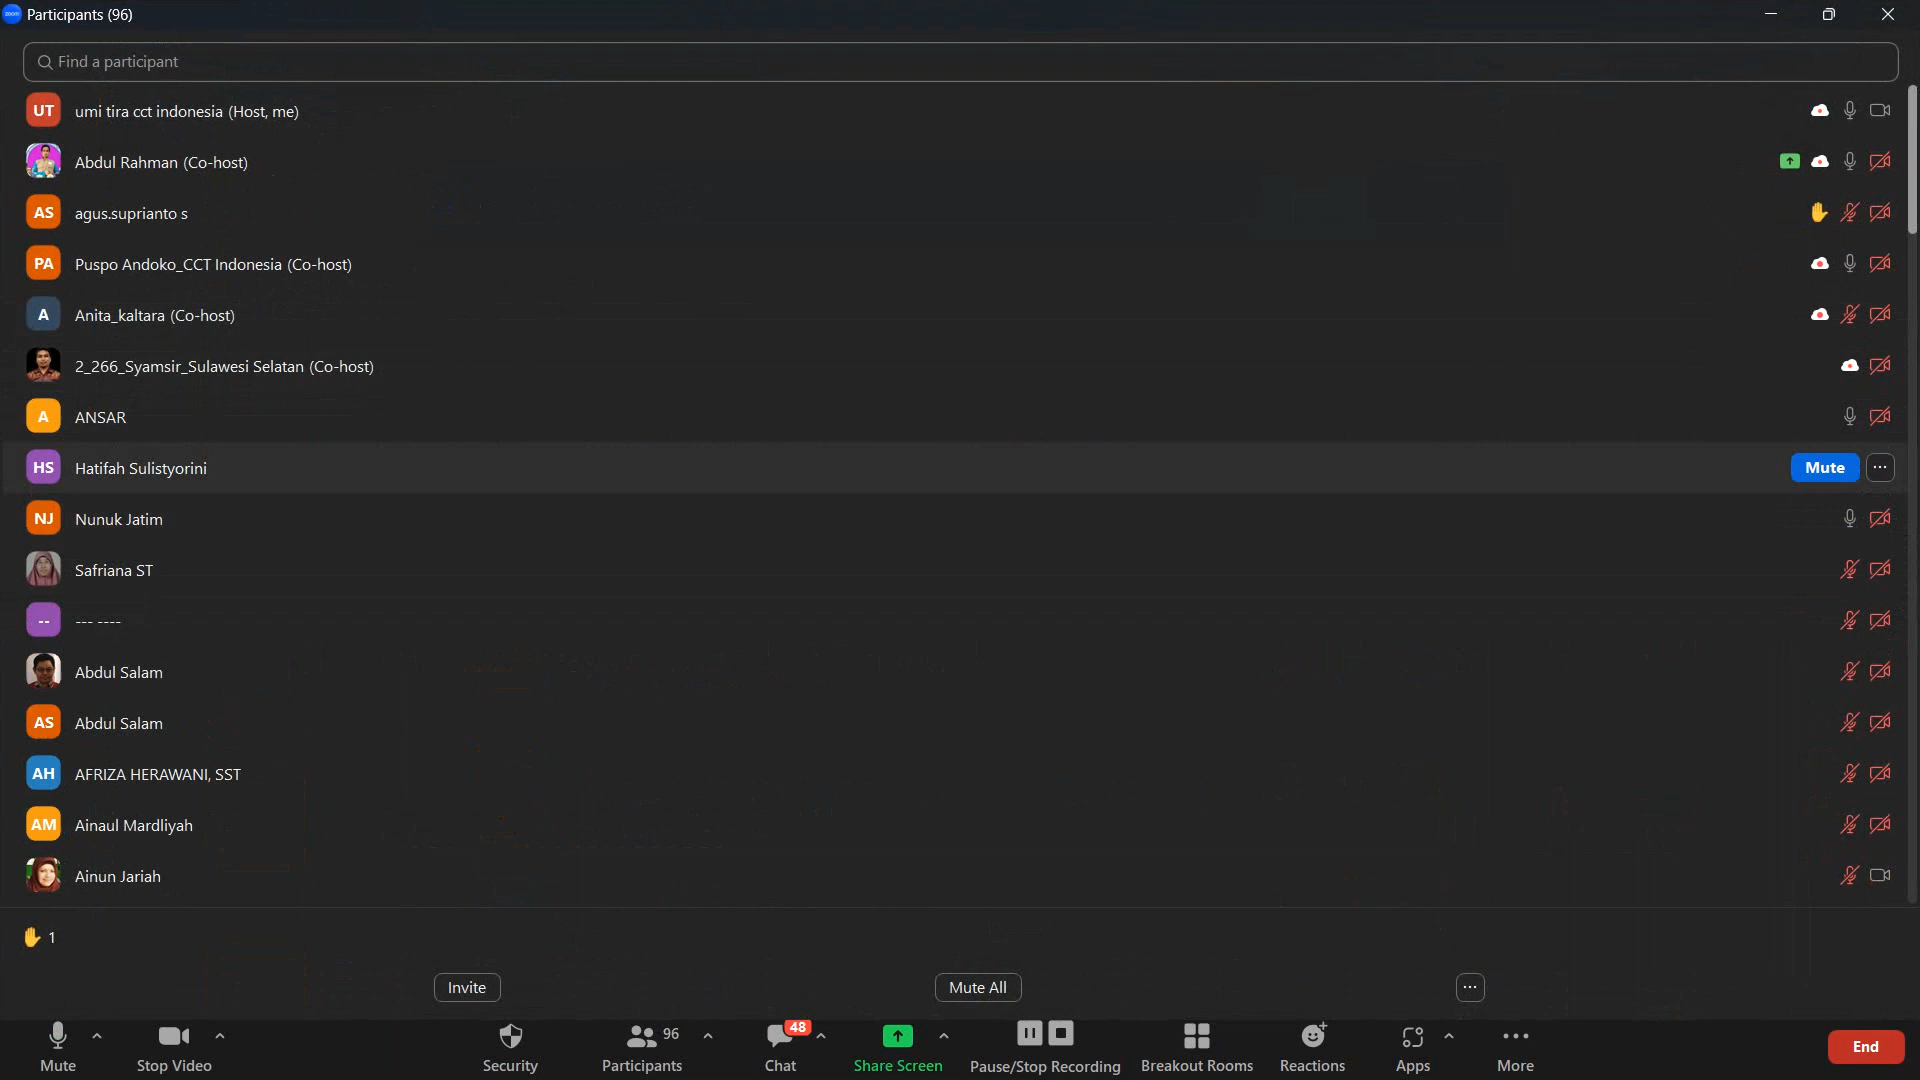 zoom Participants (96)
Find a participant
UT umi tira cct indonesia (Host, me)
Abdul Rahman (Co-host)
AS agus.suprianto s
PA Puspo Andoko_CCT Indonesia (Co-host)
A Anita_kaltara (Co-host)
2_266_Syamsir_Sulawesi Selatan (Co-host)
A ANSAR
HS Hatifah Sulistyorini Mute ...
NJ Nunuk Jatim
Safriana ST
-- --- ----
Abdul Salam
AS Abdul Salam
AH AFRIZA HERAWANI, SST
AM Ainaul Mardliyah
Ainun Jariah
1
Invite Mute All ...
96 48
Mute Stop Video Security Participants Chat Share Screen Pause/Stop Recording Breakout Rooms Reactions Apps More End